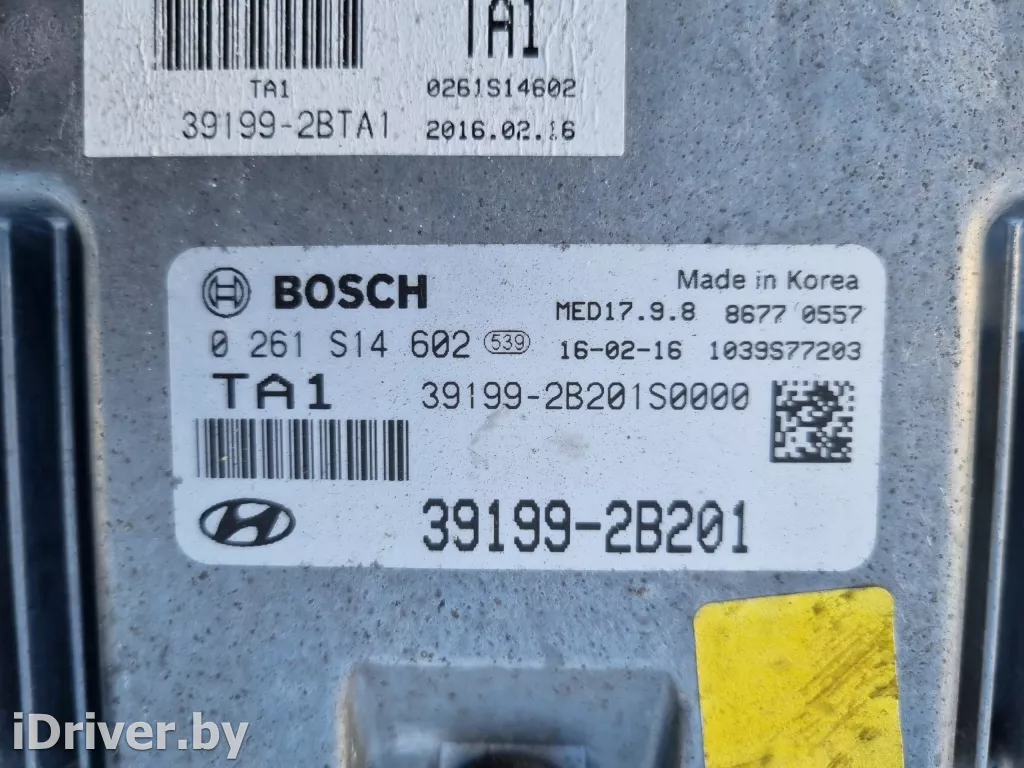 TA1
TA1
0261S14602
39199-2BTA1
2016.02.16
BOSCH
Made in Korea
MED17.9.8 8677 0557
0 261 S14 602 539
16-02-16 1039S77203
TA1
39199-2B201S0000
39199-2B201
iDriver.by